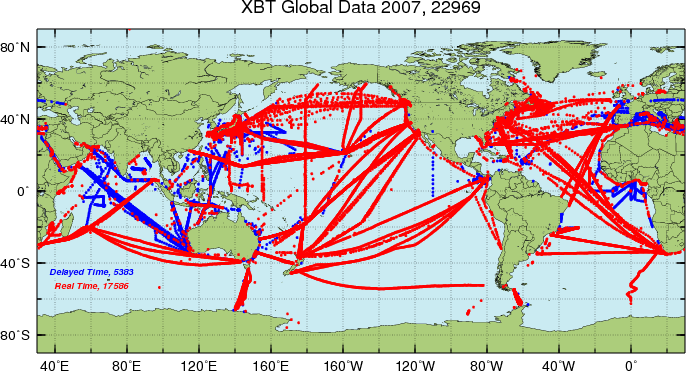 XBT Global Data 2007, 22969
80°N
40°N
0°
40°S
80°S
Delayed Time, 5383
Real Time, 17586
40°E 80°E 120°E 160°E 160°W 120°W 80°W 40°W 0°